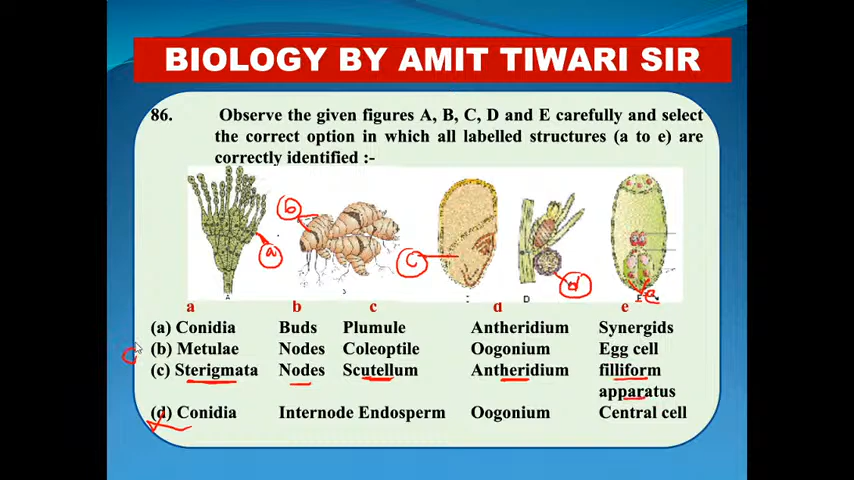 BIOLOGY BY AMIT TIWARI SIR
86. Observe the given figures A, B, C, D and E carefully and select
the correct option in which all labelled structures (a to e) are
correctly identified :-
b
a
c
d
e
A
D
E
a b c d e
(a) Conidia Buds Plumule Antheridium Synergids
(b) Metulae Nodes Coleoptile Oogonium Egg cell
(c) Sterigmata Nodes Scutellum Antheridium filliform
apparatus
(d) Conidia Internode Endosperm Oogonium Central cell